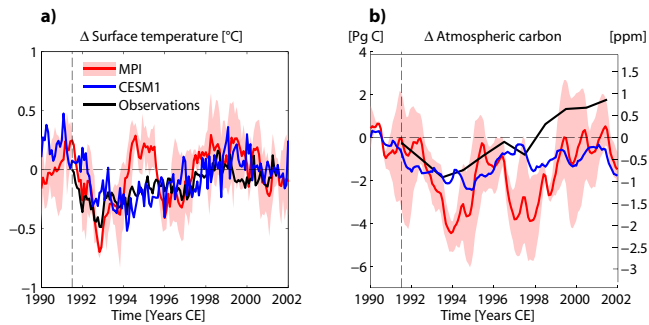 a)
Δ Surface temperature [°C]
1
0.5
0
−0.5
−1
MPI
CESM1
Observations
1990 1992 1994 1996 1998 2000 2002
Time [Years CE]
b)
[Pg C] Δ Atmospheric carbon [ppm]
4
2
0
−2
−4
−6
1.5
1
0.5
0
−0.5
−1
−1.5
−2
−2.5
−3
1990 1992 1994 1996 1998 2000 2002
Time [Years CE]